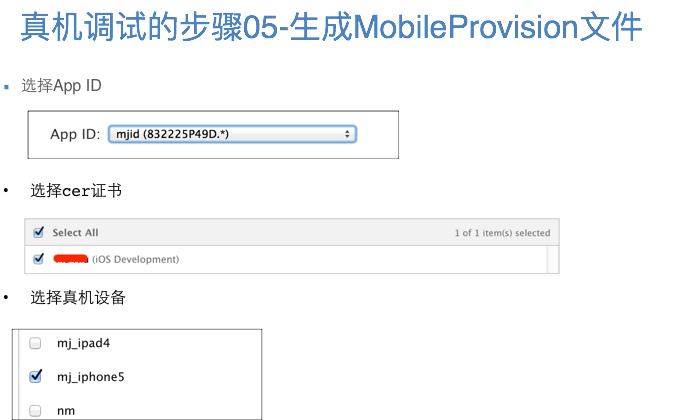 真机调试的步骤05-生成MobileProvision文件
选择App ID
App ID: mjid (832225P49D.*)
选择cer证书
Select All 1 of 1 item(s) selected
(iOS Development)
选择真机设备
mj_ipad4
mj_iphone5
nm